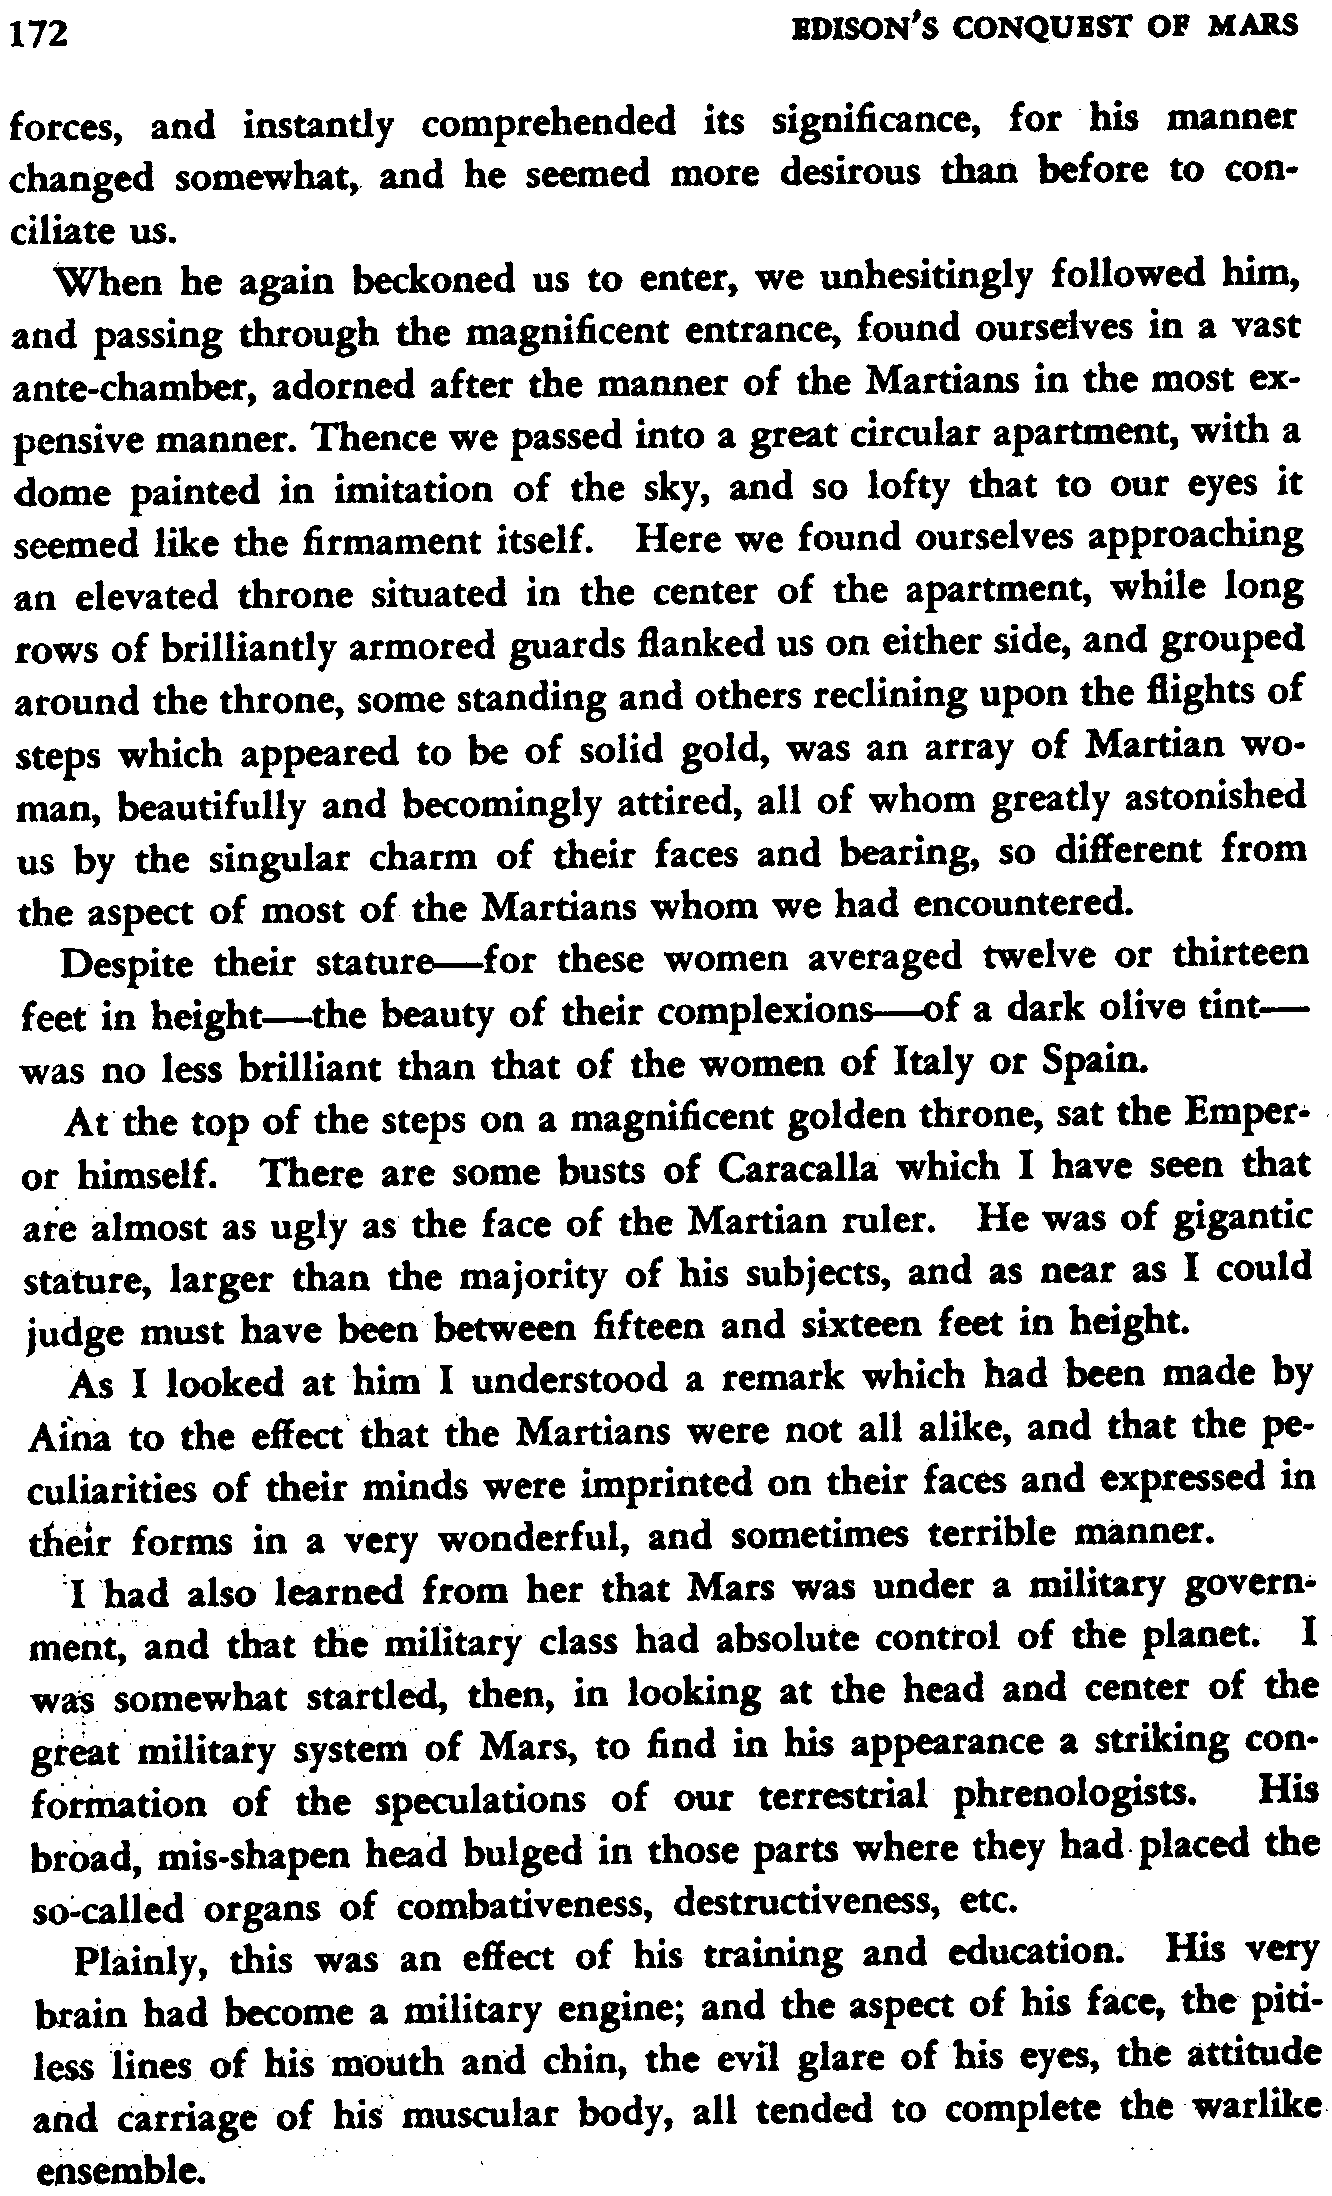 172 EDISON'S CONQUEST OF MARS
forces, and instantly comprehended its significance, for his manner
changed somewhat, and he seemed more desirous than before to con-
ciliate us.
When he again beckoned us to enter, we unhesitingly followed him,
and passing through the magnificent entrance, found ourselves in a vast
ante-chamber, adorned after the manner of the Martians in the most ex-
pensive manner. Thence we passed into a great circular apartment, with a
dome painted in imitation of the sky, and so lofty that to our eyes it
seemed like the firmament itself. Here we found ourselves approaching
an elevated throne situated in the center of the apartment, while long
rows of brilliantly armored guards flanked us on either side, and grouped
around the throne, some standing and others reclining upon the flights of
steps which appeared to be of solid gold, was an array of Martian wo-
man, beautifully and becomingly attired, all of whom greatly astonished
us by the singular charm of their faces and bearing, so different from
the aspect of most of the Martians whom we had encountered.
Despite their stature—for these women averaged twelve or thirteen
feet in height—the beauty of their complexions—of a dark olive tint—
was no less brilliant than that of the women of Italy or Spain.
At the top of the steps on a magnificent golden throne, sat the Emper-
or himself. There are some busts of Caracalla which I have seen that
are almost as ugly as the face of the Martian ruler. He was of gigantic
stature, larger than the majority of his subjects, and as near as I could
judge must have been between fifteen and sixteen feet in height.
As I looked at him I understood a remark which had been made by
Aina to the effect that the Martians were not all alike, and that the pe-
culiarities of their minds were imprinted on their faces and expressed in
their forms in a very wonderful, and sometimes terrible manner.
I had also learned from her that Mars was under a military govern-
ment, and that the military class had absolute control of the planet. I
was somewhat startled, then, in looking at the head and center of the
great military system of Mars, to find in his appearance a striking con-
formation of the speculations of our terrestrial phrenologists. His
broad, mis-shapen head bulged in those parts where they had placed the
so-called organs of combativeness, destructiveness, etc.
Plainly, this was an effect of his training and education. His very
brain had become a military engine; and the aspect of his face, the piti-
less lines of his mouth and chin, the evil glare of his eyes, the attitude
and carriage of his muscular body, all tended to complete the warlike
ensemble.